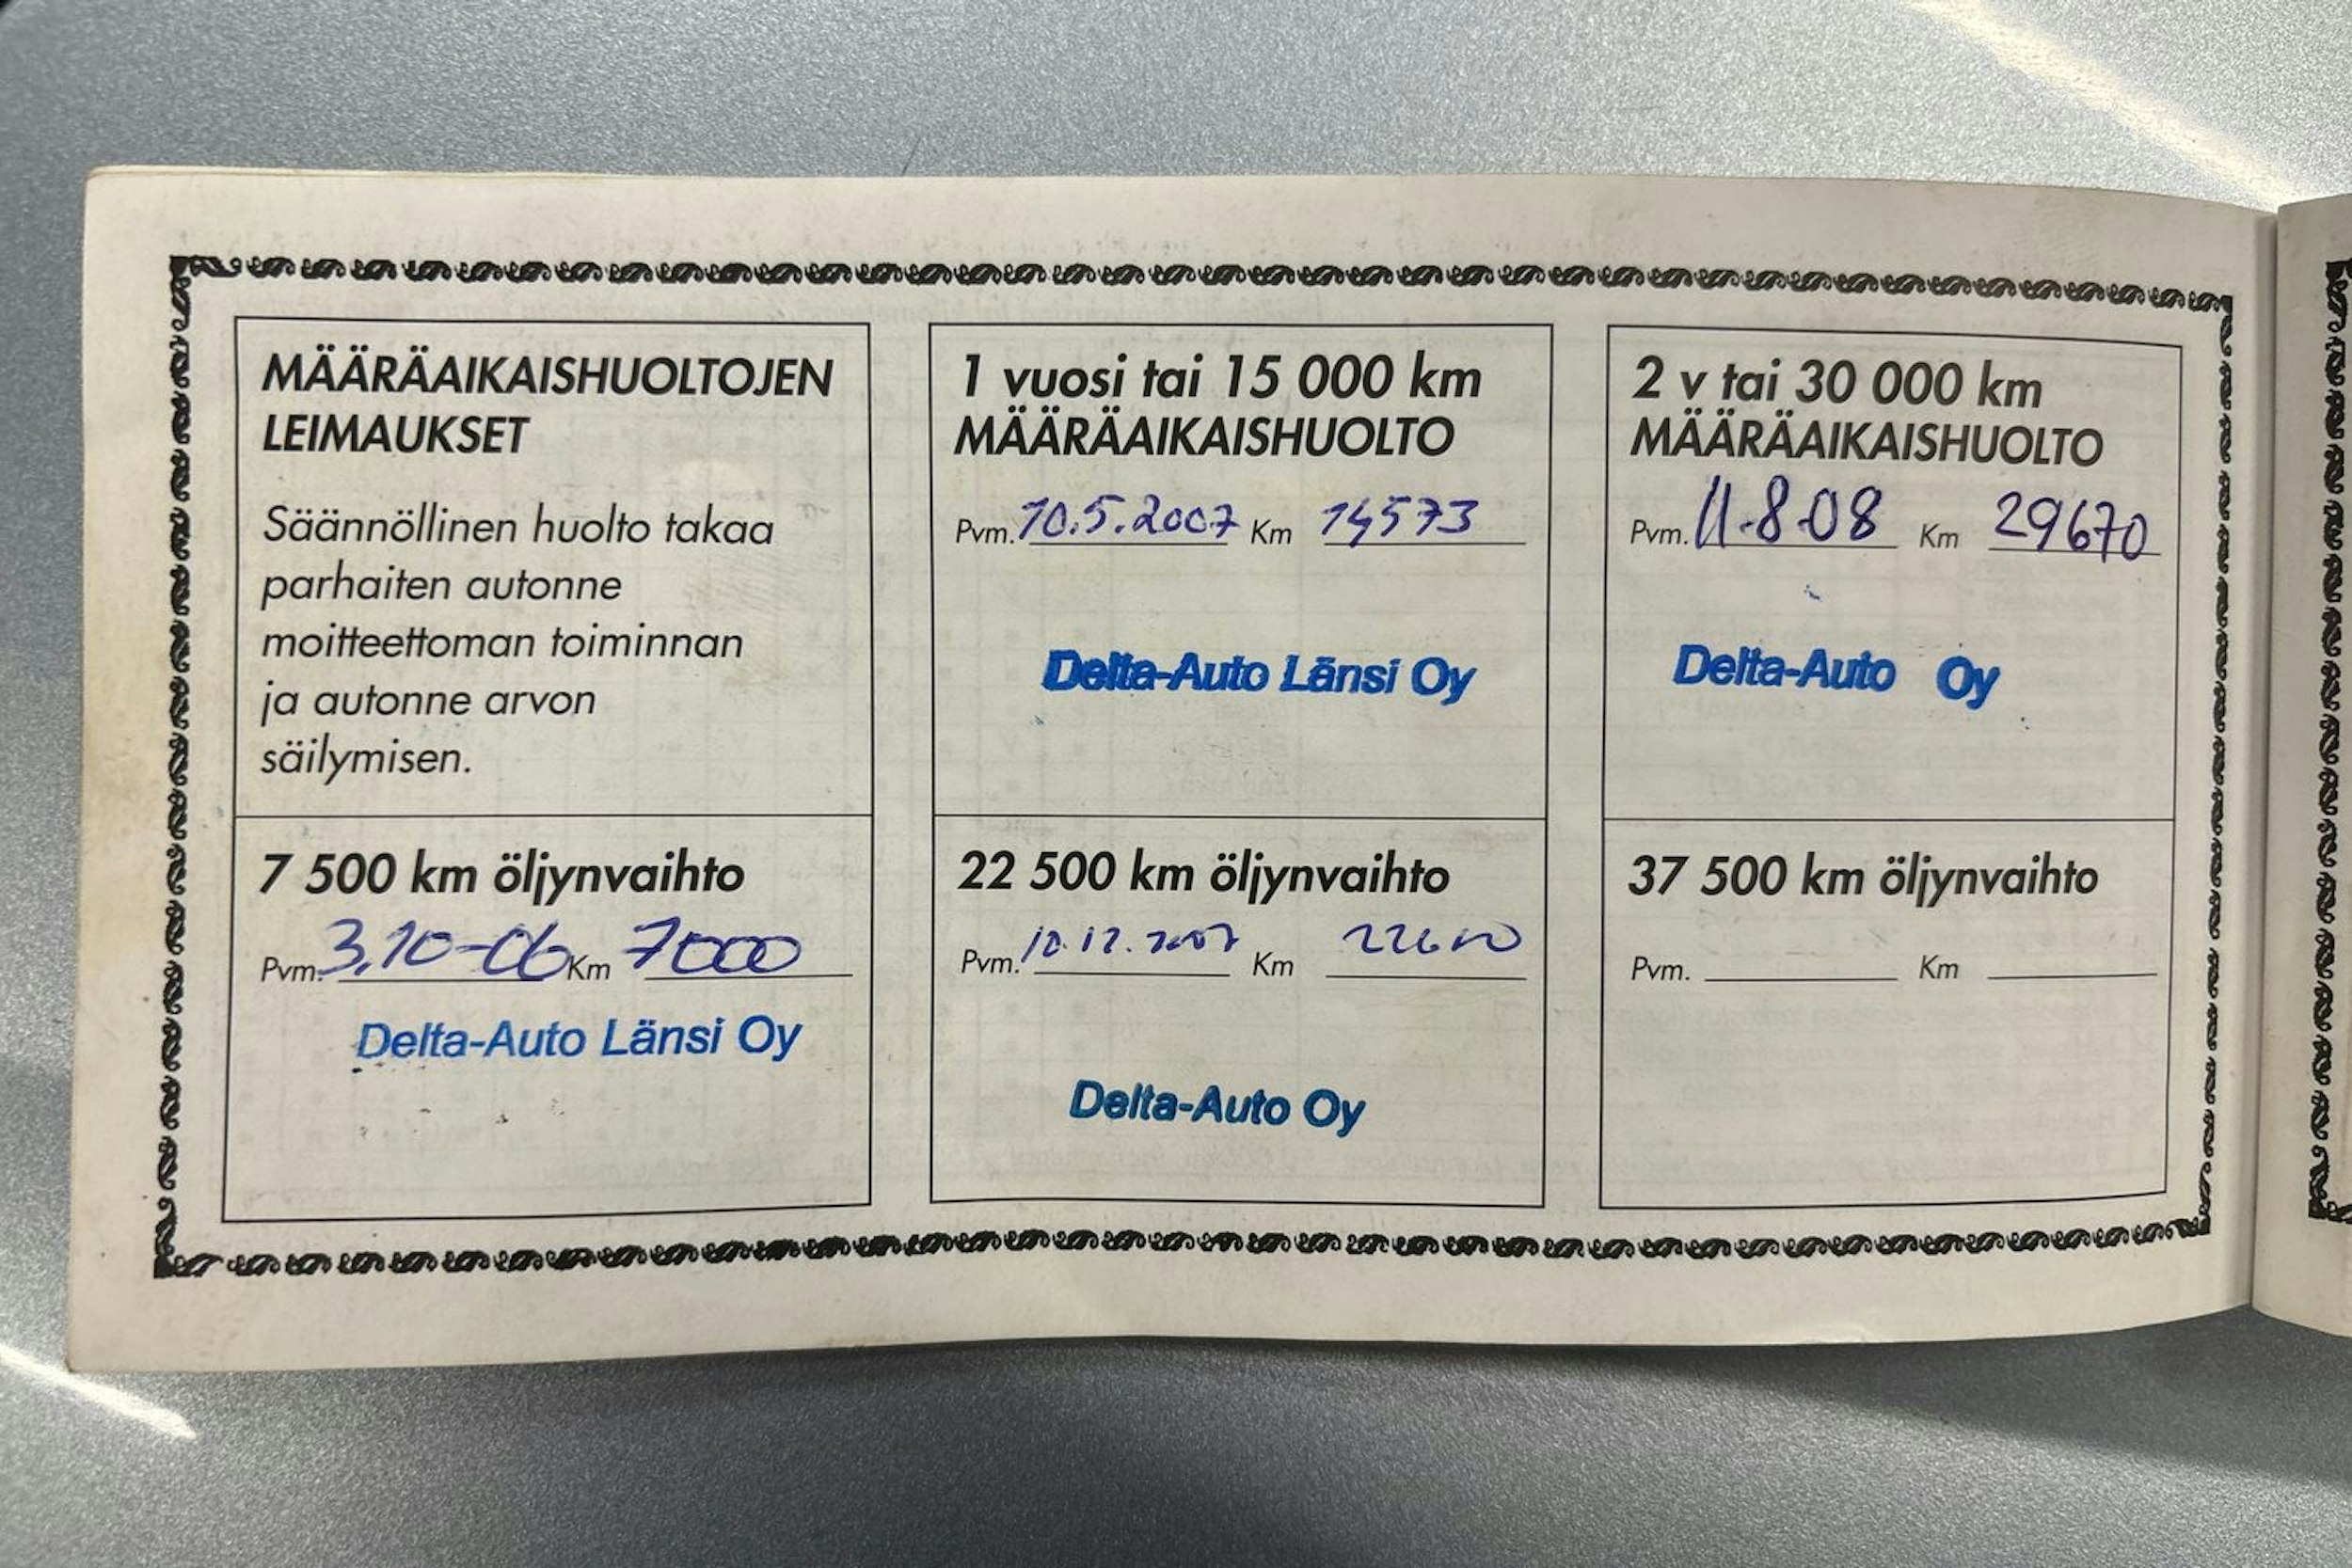 MÄÄRÄAIKAISHUOLTOJEN
LEIMAUKSET
Säännöllinen huolto takaa
parhaiten autonne
moitteettoman toiminnan
ja autonne arvon
säilymisen.
7 500 km öljynvaihto
Pvm. 3.10-06 Km 7000
Delta-Auto Länsi Oy
1 vuosi tai 15 000 km
MÄÄRÄAIKAISHUOLTO
Pvm. 10.5.2007 Km 14573
Delta-Auto Länsi Oy
22 500 km öljynvaihto
Pvm. 10.12.2007 Km
Delta-Auto Oy
2 v tai 30 000 km
MÄÄRÄAIKAISHUOLTO
Pvm. 11.8.08 Km 29670
Delta-Auto Oy
37 500 km öljynvaihto
Pvm. Km